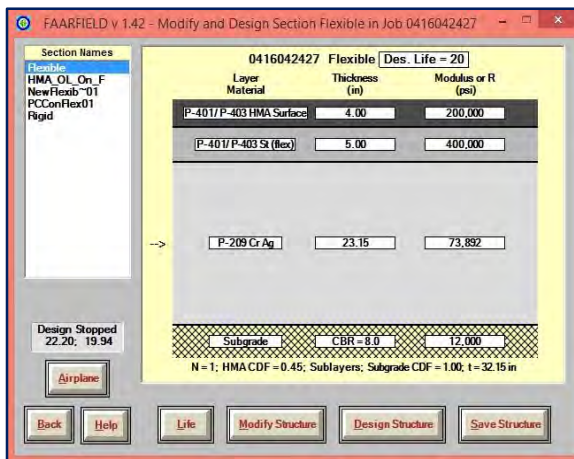 FAARFIELD v 1.42 - Modify and Design Section Flexible in Job 0416042427
Section Names
Flexible
HMA_OL_On_F
NewFlexib~01
PCConFlex01
Rigid
0416042427 Flexible Des. Life = 20
Layer Material Thickness (in) Modulus or R (psi)
P-401/ P-403 HMA Surface 4.00 200,000
P-401/ P-403 St (flex) 5.00 400,000
--> P-209 Cr Ag 23.15 73,892
Subgrade CBR = 8.0 12,000
N = 1; HMA CDF = 0.45; Sublayers; Subgrade CDF = 1.00; t = 32.15 in
Design Stopped
22.20; 19.94
Airplane
Back Help Life Modify Structure Design Structure Save Structure